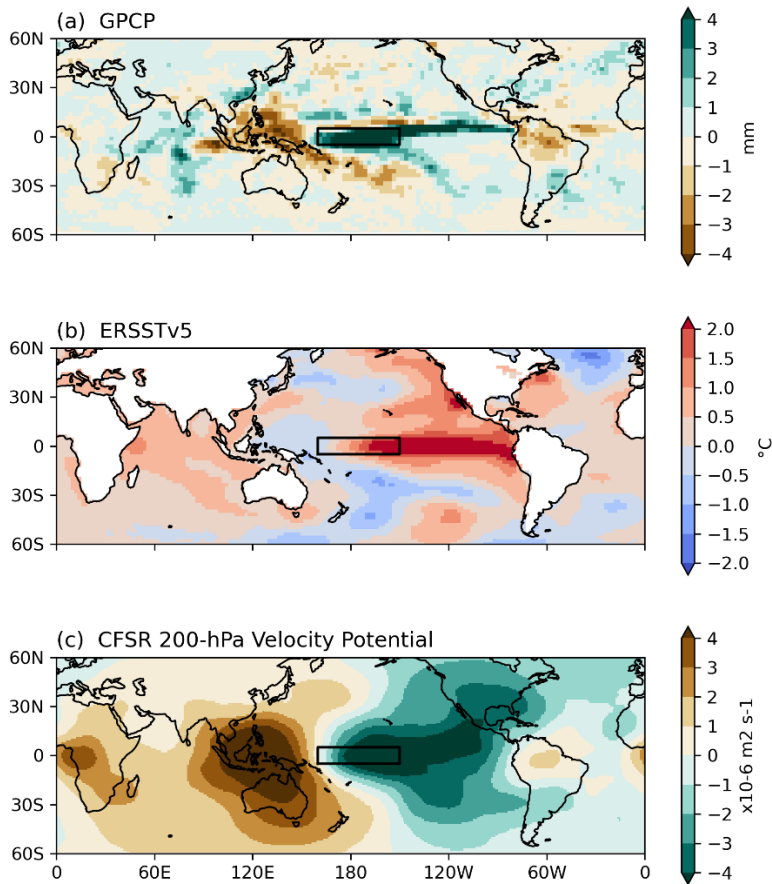 (a) GPCP
60N
30N
0
30S
60S
4
3
2
1
0
−1
−2
−3
−4
mm
(b) ERSSTv5
60N
30N
0
30S
60S
2.0
1.5
1.0
0.5
0.0
−0.5
−1.0
−1.5
−2.0
°C
(c) CFSR 200-hPa Velocity Potential
60N
30N
0
30S
60S
0 60E 120E 180 120W 60W 0
4
3
2
1
0
−1
−2
−3
−4
x10-6 m2 s-1